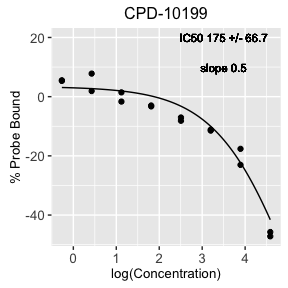 CPD-10199
IC50 175 +/- 66.7
slope 0.5
% Probe Bound
20
0
-20
-40
0 1 2 3 4
log(Concentration)